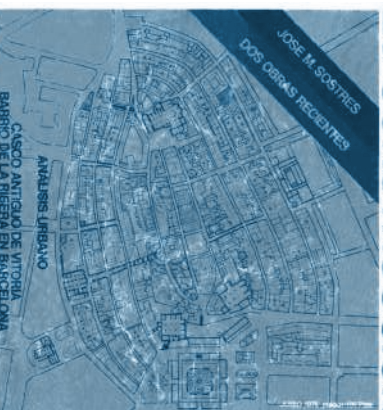 JOSE M. SOSTRES
DOS OBRAS RECIENTES
ANALISIS URBANO
CASCO ANTIGUO DE VITORIA
BARRIO DE LA RIBERA EN BARCELONA